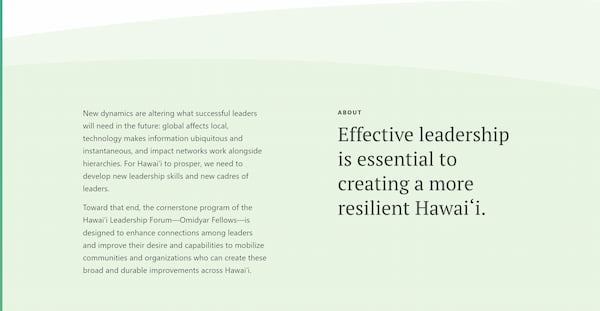 New dynamics are altering what successful leaders
will need in the future: global affects local,
technology makes information ubiquitous and
instantaneous, and impact networks work alongside
hierarchies. For Hawai‘i to prosper, we need to
develop new leadership skills and new cadres of
leaders.
Toward that end, the cornerstone program of the
Hawai‘i Leadership Forum—Omidyar Fellows—is
designed to enhance connections among leaders
and improve their desire and capabilities to mobilize
communities and organizations who can create these
broad and durable improvements across Hawai‘i.
ABOUT
Effective leadership
is essential to
creating a more
resilient Hawai‘i.